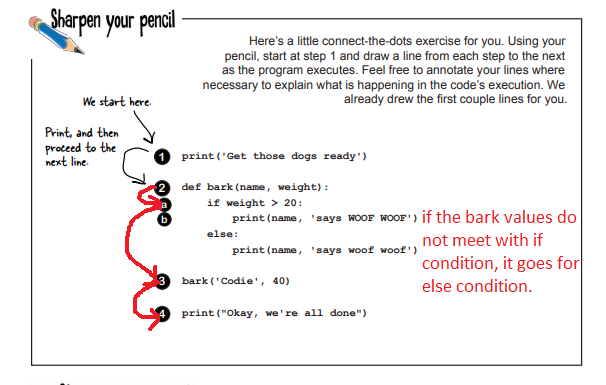 Sharpen your pencil
Here's a little connect-the-dots exercise for you. Using your
pencil, start at step 1 and draw a line from each step to the next
as the program executes. Feel free to annotate your lines where
necessary to explain what is happening in the code's execution. We
already drew the first couple lines for you.
We start here.
Print, and then
proceed to the
next line.
1 print('Get those dogs ready')
2 def bark(name, weight):
a if weight > 20:
b print(name, 'says WOOF WOOF')
else:
print(name, 'says woof woof')
if the bark values do
not meet with if
condition, it goes for
else condition.
3 bark('Codie', 40)
4 print("Okay, we're all done")